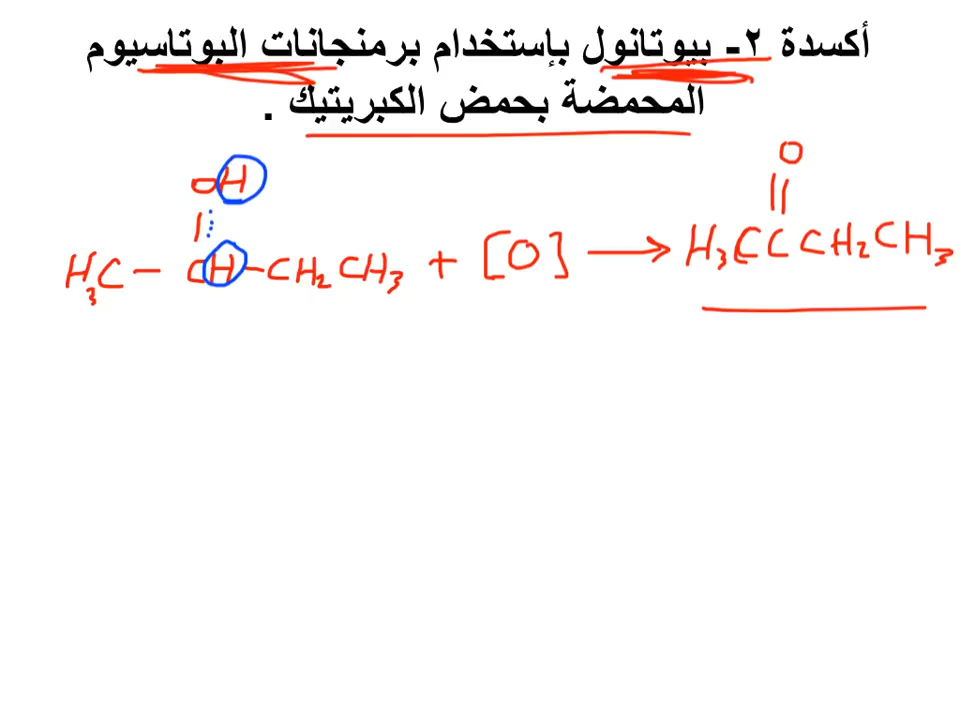 أكسدة ٢- بيوتانول بإستخدام برمنجانات البوتاسيوم
المحمضة بحمض الكبريتيك .
O
OH
||
|
H₃C — CH — CH₂CH₃ + [O] → H₃CCCH₂CH₃